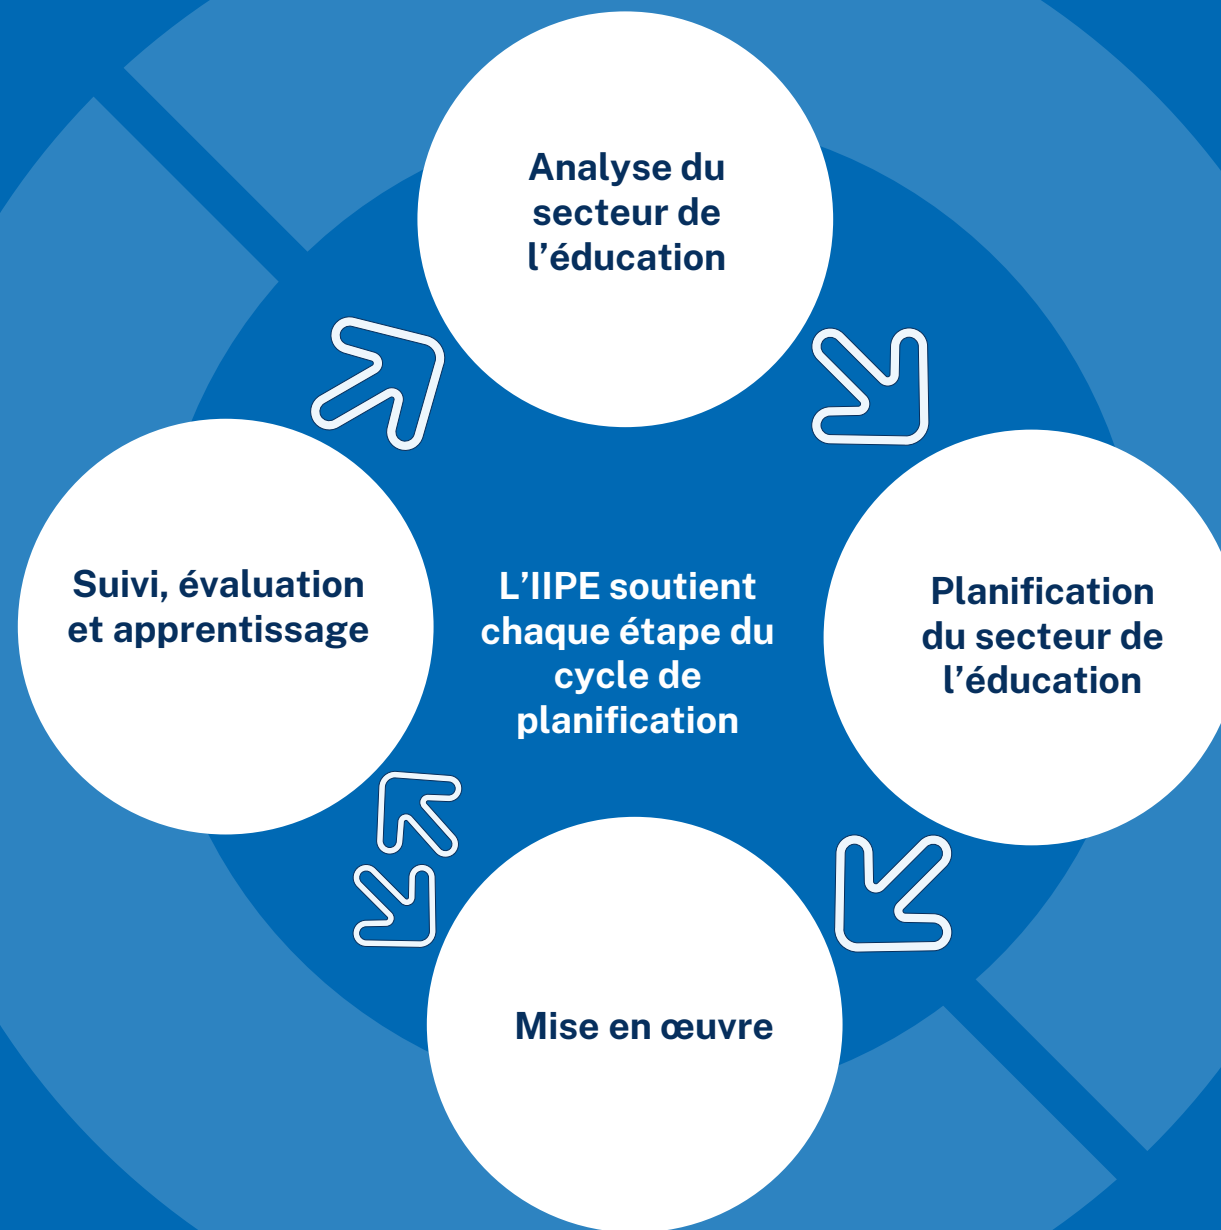 Analyse du
secteur de
l’éducation
Suivi, évaluation
et apprentissage
L’IIPE soutient
chaque étape du
cycle de
planification
Planification
du secteur de
l’éducation
Mise en œuvre